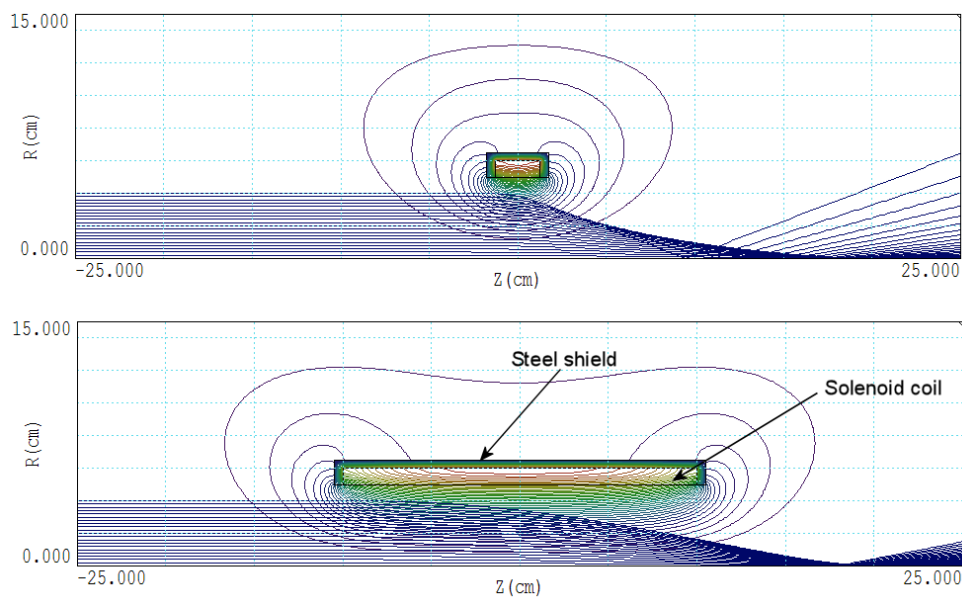 15.000
R(cm)
0.000
-25.000
Z(cm)
25.000
15.000
Steel shield
Solenoid coil
R(cm)
0.000
-25.000
Z(cm)
25.000